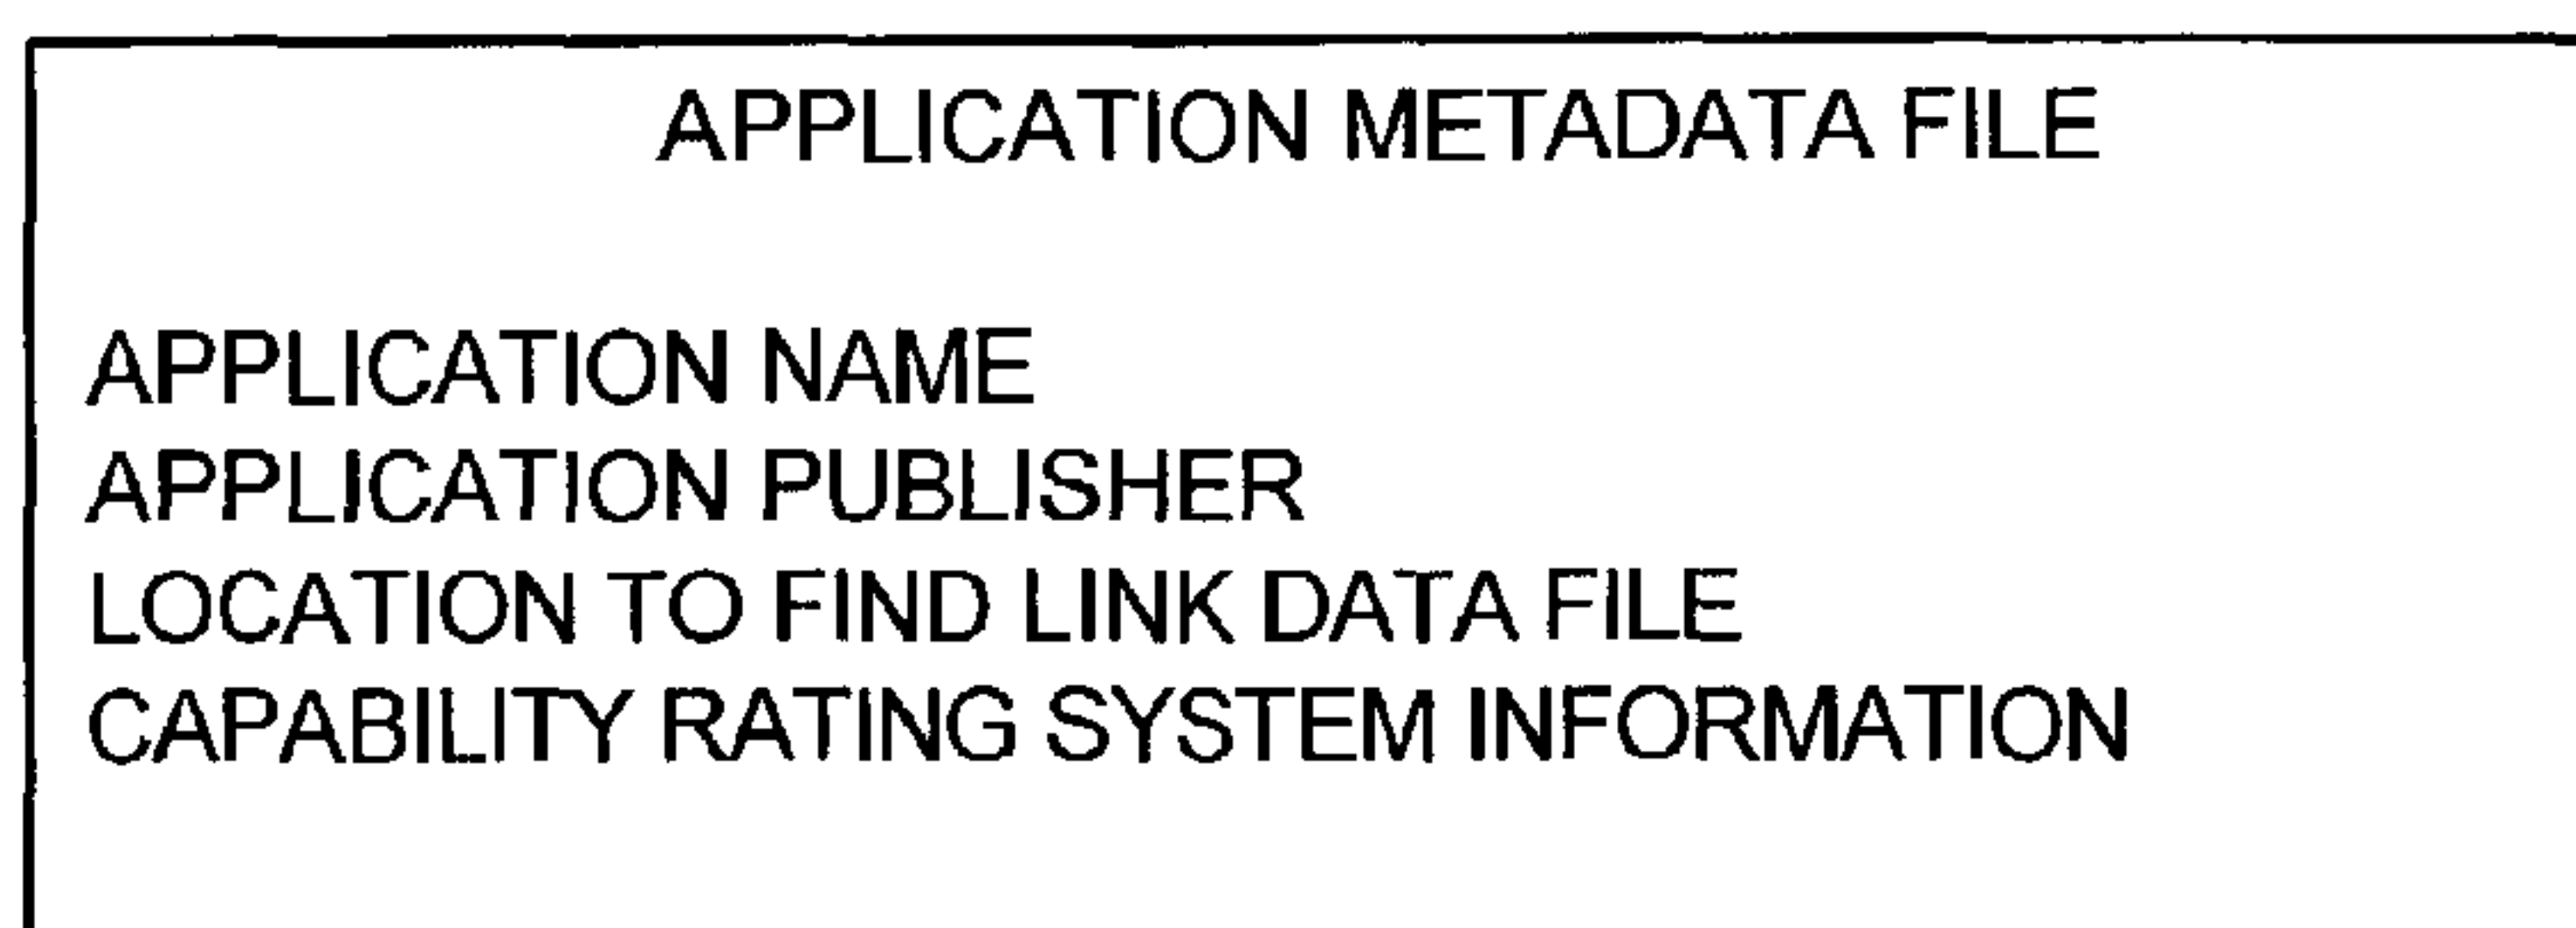 APPLICATION METADATA FILE
APPLICATION NAME
APPLICATION PUBLISHER
LOCATION TO FIND LINK DATA FILE
CAPABILITY RATING SYSTEM INFORMATION